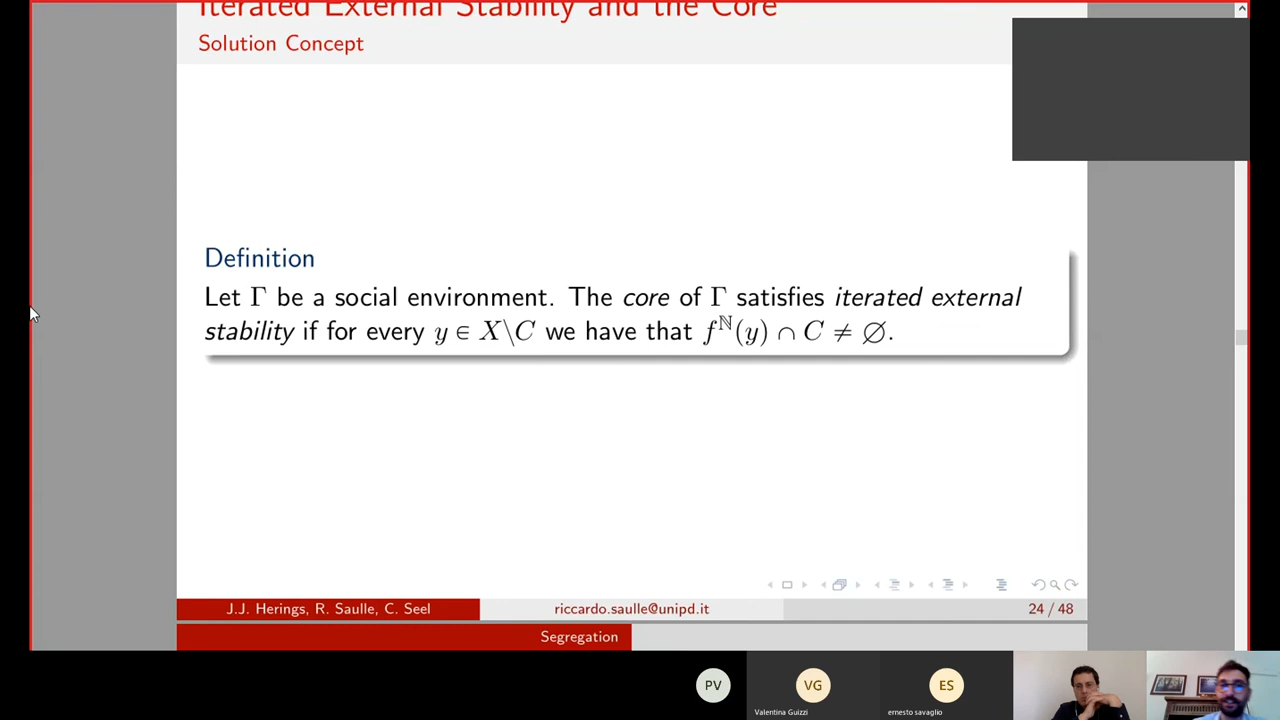 Iterated External Stability and the Core
Solution Concept
Definition
Let Γ be a social environment. The core of Γ satisfies iterated external
stability if for every y ∈ X\C we have that f^ℕ(y) ∩ C ≠ ∅.
J.J. Herings, R. Saulle, C. Seel
riccardo.saulle@unipd.it
24 / 48
Segregation
PV
VG
ES
Valentina Guizzi
ernesto savaglio